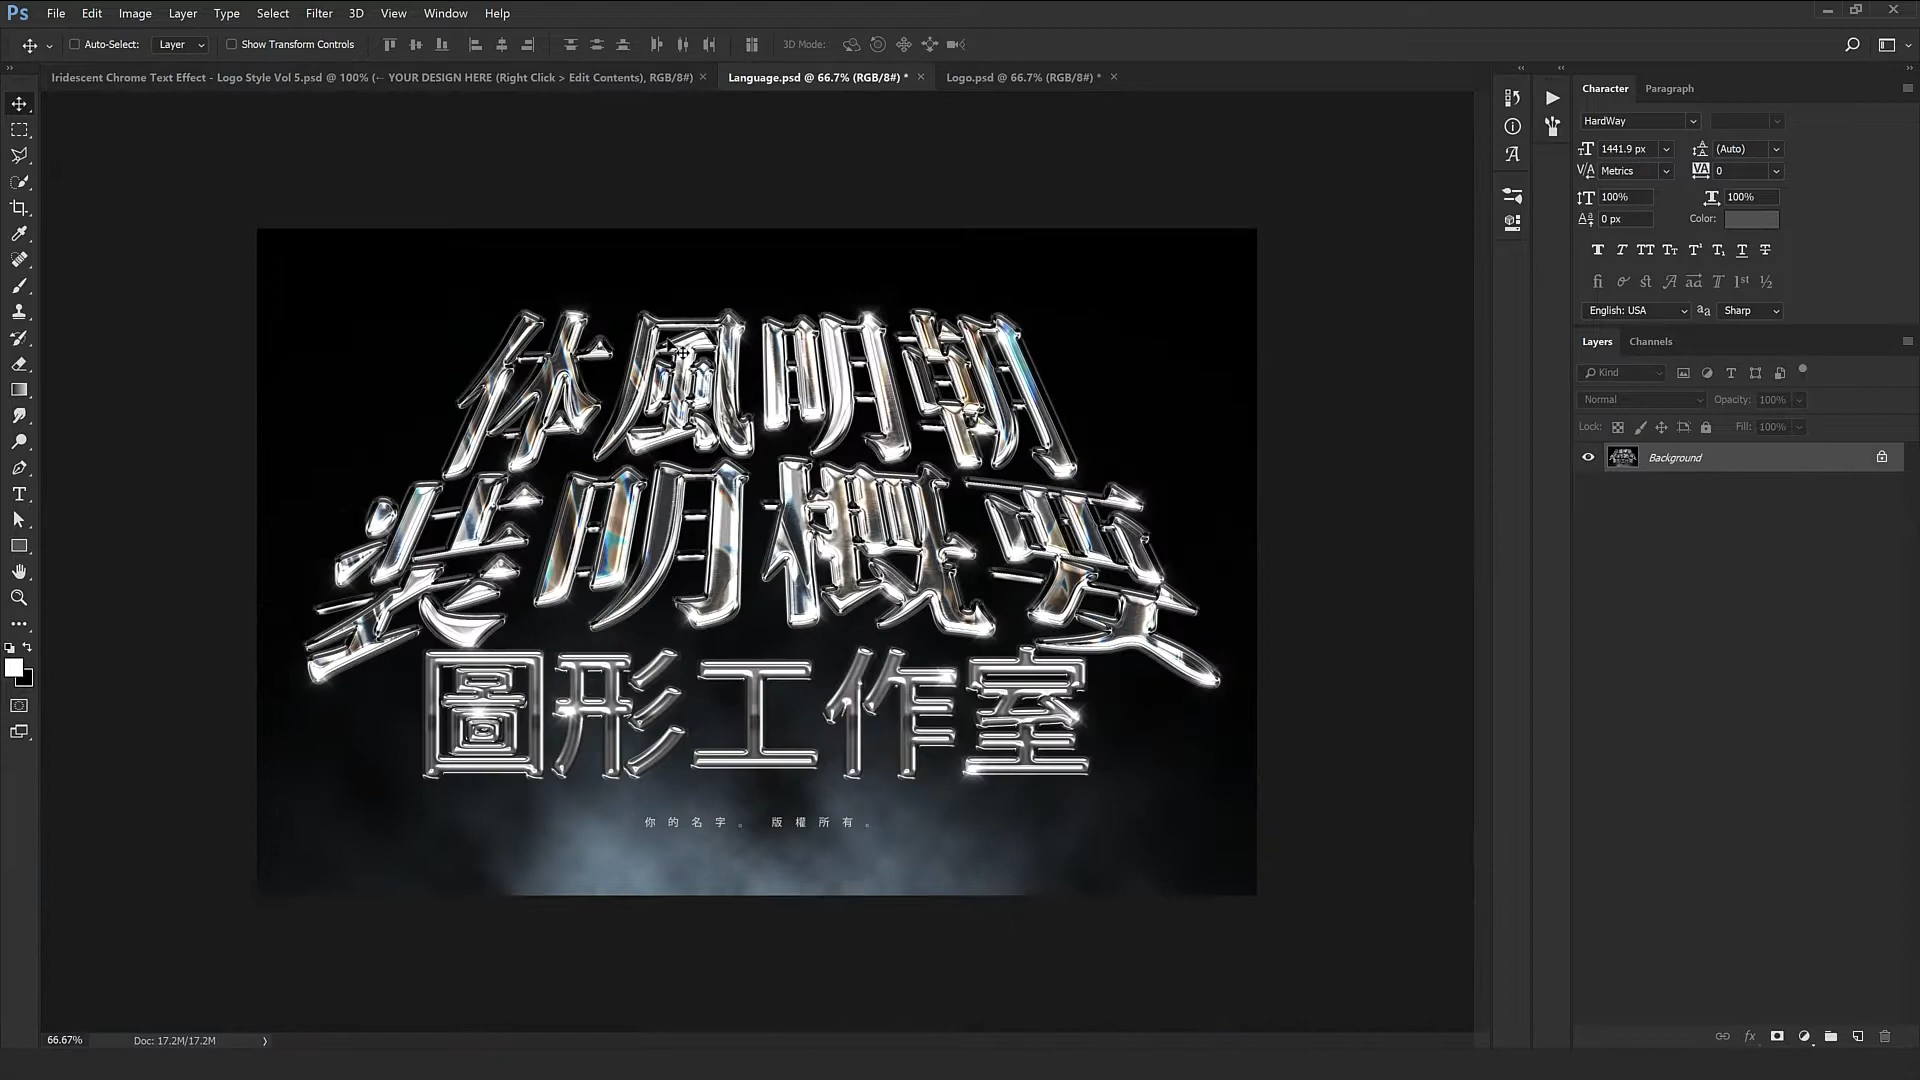 Ps File Edit Image Layer Type Select Filter 3D View Window Help
Auto-Select: Layer Show Transform Controls 3D Mode:
Iridescent Chrome Text Effect - Logo Style Vol 5.psd @ 100% (← YOUR DESIGN HERE (Right Click > Edit Contents), RGB/8#) ×
Language.psd @ 66.7% (RGB/8#) * ×
Logo.psd @ 66.7% (RGB/8#) * ×
Character Paragraph
HardWay
1441.9 px (Auto)
Metrics 0
100% 100%
0 px Color:
English: USA aa Sharp
Layers Channels
Kind
Normal Opacity: 100%
Lock: Fill: 100%
Background
体風明朝
装明概要
圖形工作室
你的名字。 版權所有。
66.67% Doc: 17.2M/17.2M